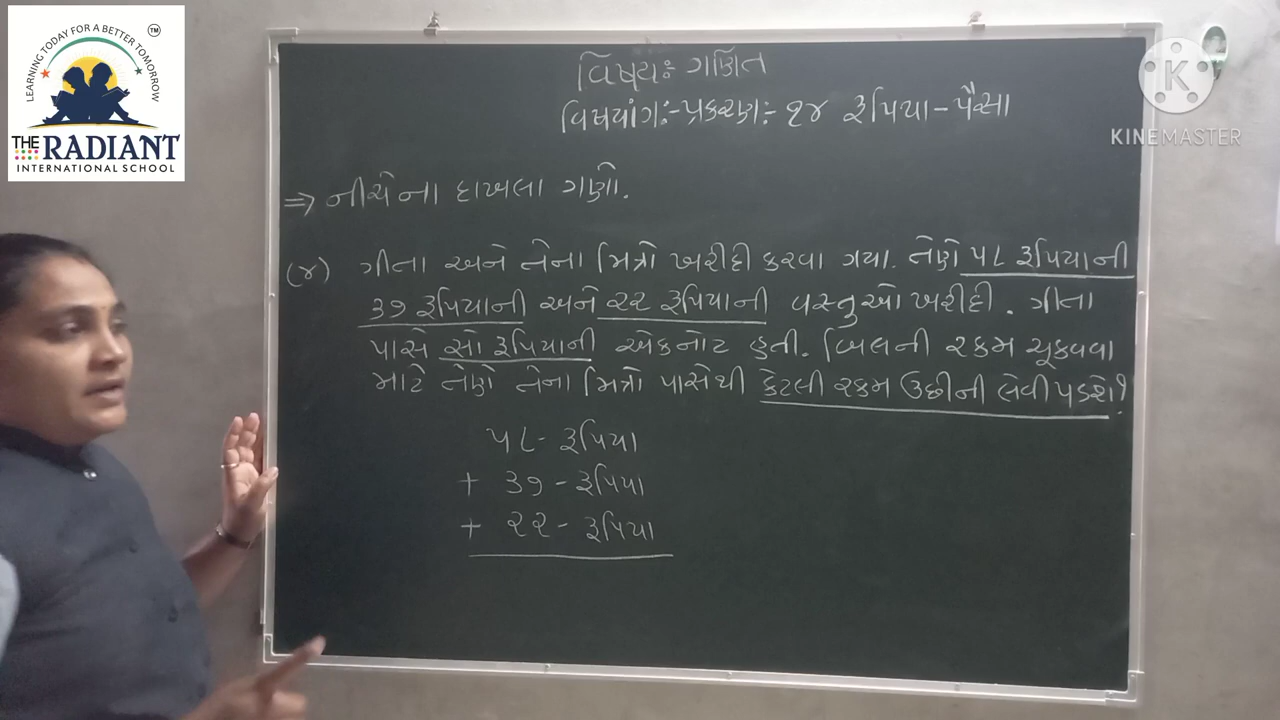 LEARNING TODAY FOR A BETTER TOMORROW
TM
THE RADIANT
INTERNATIONAL SCHOOL
K
KINEMASTER
વિષયઃ ગણિત
વિષયાંગઃ- પ્રકરણઃ- ૧૪ રૂપિયા - પૈસા
⇒ નીચેના દાખલા ગણો.
(૪) ગીતા અને તેના મિત્રો ખરીદી કરવા ગયા. તેણે ૫૮ રૂપિયાની
૩૭ રૂપિયાની અને ૨૨ રૂપિયાની વસ્તુઓ ખરીદી. ગીતા
પાસે સો રૂપિયાની એકનોટ હતી. બિલની રકમ ચૂકવવા
માટે તેણે તેના મિત્રો પાસેથી કેટલી રકમ ઉછીની લેવી પડશે?
૫૮ - રૂપિયા
+ ૩૭ - રૂપિયા
+ ૨૨ - રૂપિયા